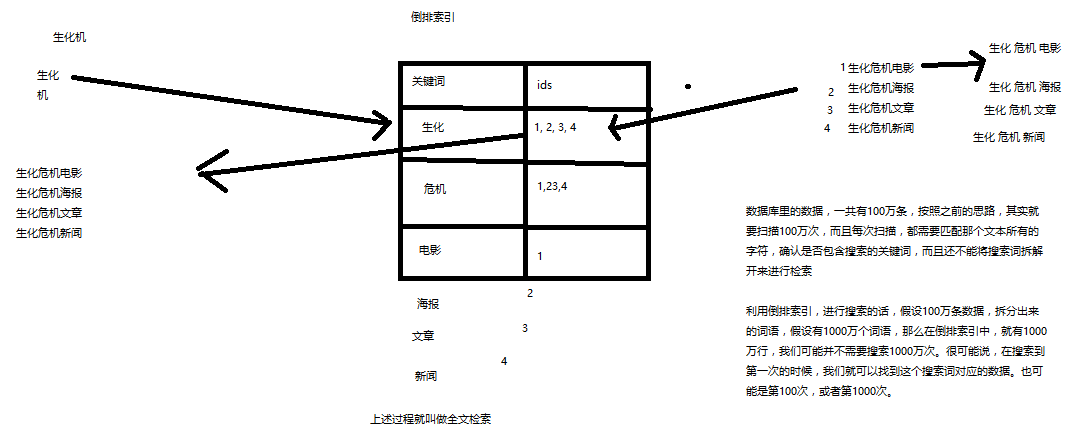 倒排索引
生化机
生化
机
生化危机电影
生化危机海报
生化危机文章
生化危机新闻
关键词 ids
生化 1, 2, 3, 4
危机 1,23,4
电影 1
海报 2
文章 3
新闻 4
上述过程就叫做全文检索
1 生化危机电影
2 生化危机海报
3 生化危机文章
4 生化危机新闻
生化 危机 电影
生化 危机 海报
生化 危机 文章
生化 危机 新闻
数据库里的数据，一共有100万条，按照之前的思路，其实就
要扫描100万次，而且每次扫描，都需要匹配那个文本所有的
字符，确认是否包含搜索的关键词，而且还不能将搜索词拆解
开来进行检索
利用倒排索引，进行搜索的话，假设100万条数据，拆分出来
的词语，假设有1000万个词语，那么在倒排索引中，就有1000
万行，我们可能并不需要搜索1000万次。很可能说，在搜索到
第一次的时候，我们就可以找到这个搜索词对应的数据。也可
能是第100次，或者第1000次。